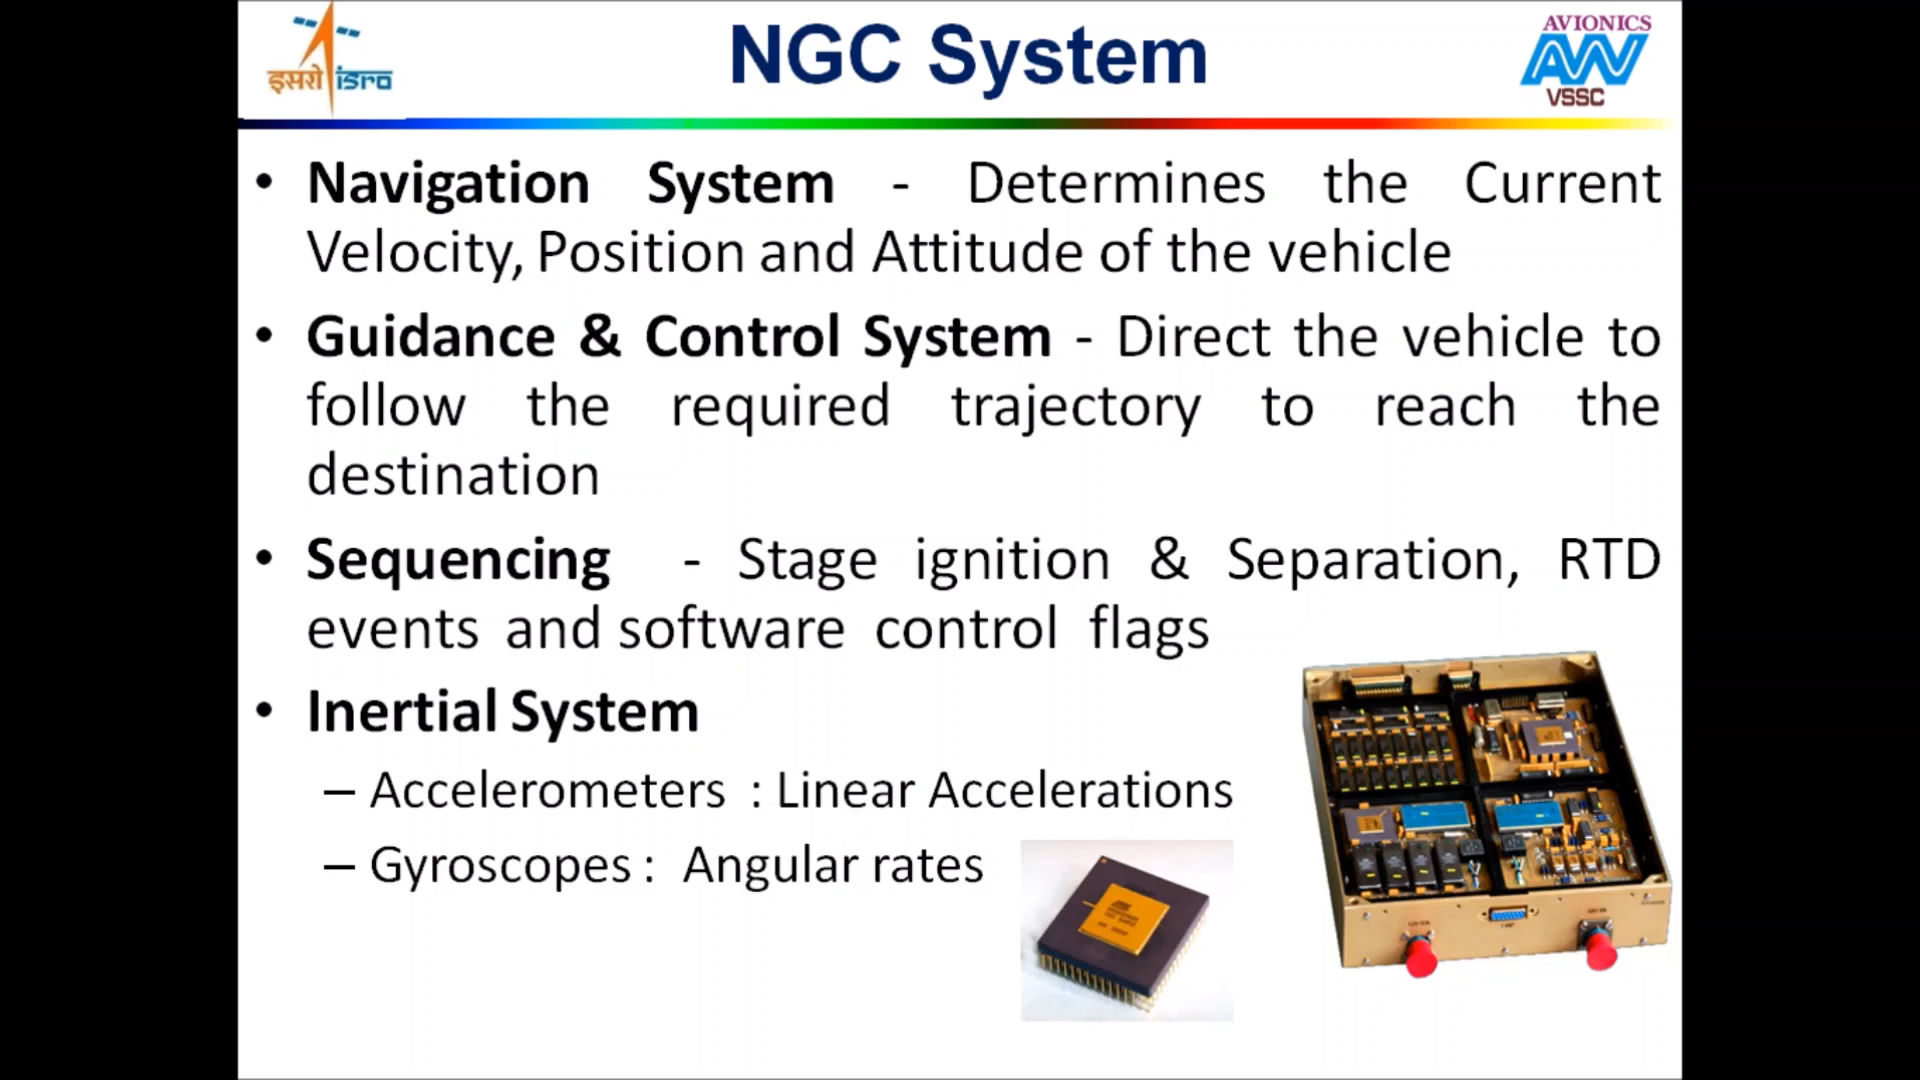 इसरो isro
NGC System
AVIONICS
VSSC
• Navigation System - Determines the Current
Velocity, Position and Attitude of the vehicle
• Guidance & Control System - Direct the vehicle to
follow the required trajectory to reach the
destination
• Sequencing - Stage ignition & Separation, RTD
events and software control flags
• Inertial System
– Accelerometers : Linear Accelerations
– Gyroscopes : Angular rates